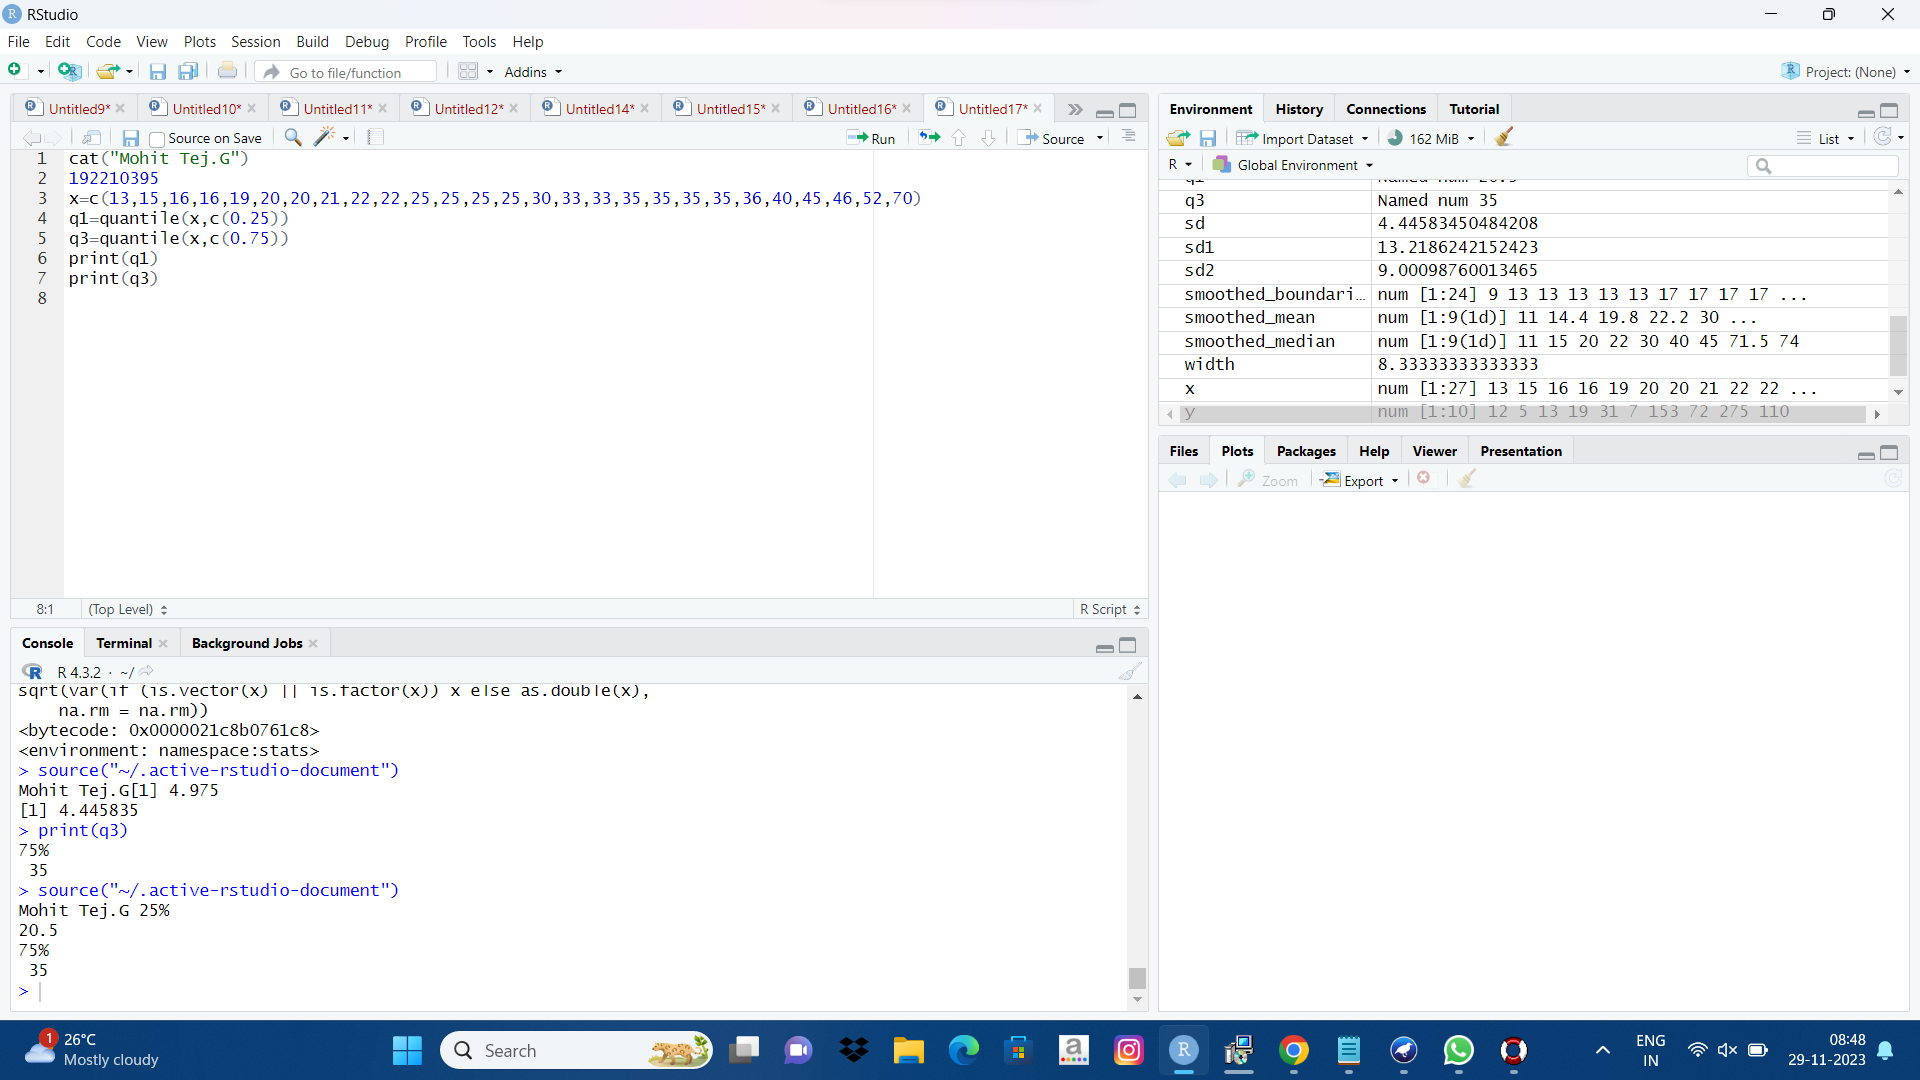 RStudio
File Edit Code View Plots Session Build Debug Profile Tools Help
Go to file/function
Addins
Project: (None)
Untitled9* Untitled10* Untitled11* Untitled12* Untitled14* Untitled15* Untitled16* Untitled17*
Source on Save
Run
Source
1 cat("Mohit Tej.G")
2 192210395
3 x=c(13,15,16,16,19,20,20,21,22,22,25,25,25,25,30,33,33,35,35,35,35,36,40,45,46,52,70)
4 q1=quantile(x,c(0.25))
5 q3=quantile(x,c(0.75))
6 print(q1)
7 print(q3)
8
8:1 (Top Level)
R Script
Console Terminal Background Jobs
R 4.3.2 · ~/
sqrt(var(if (is.vector(x) || is.factor(x)) x else as.double(x),
na.rm = na.rm))
<bytecode: 0x0000021c8b0761c8>
<environment: namespace:stats>
> source("~/.active-rstudio-document")
Mohit Tej.G[1] 4.975
[1] 4.445835
> print(q3)
75%
35
> source("~/.active-rstudio-document")
Mohit Tej.G 25%
20.5
75%
35
>
Environment History Connections Tutorial
Import Dataset
162 MiB
List
R
Global Environment
q3 Named num 35
sd 4.44583450484208
sd1 13.2186242152423
sd2 9.00098760013465
smoothed_boundari… num [1:24] 9 13 13 13 13 13 17 17 17 17 ...
smoothed_mean num [1:9(1d)] 11 14.4 19.8 22.2 30 ...
smoothed_median num [1:9(1d)] 11 15 20 22 30 40 45 71.5 74
width 8.33333333333333
x num [1:27] 13 15 16 16 19 20 20 21 22 22 ...
y num [1:10] 12 5 13 19 31 7 153 72 275 110
Files Plots Packages Help Viewer Presentation
Zoom
Export
1
26°C
Mostly cloudy
Search
a
R
ENG
IN
08:48
29-11-2023